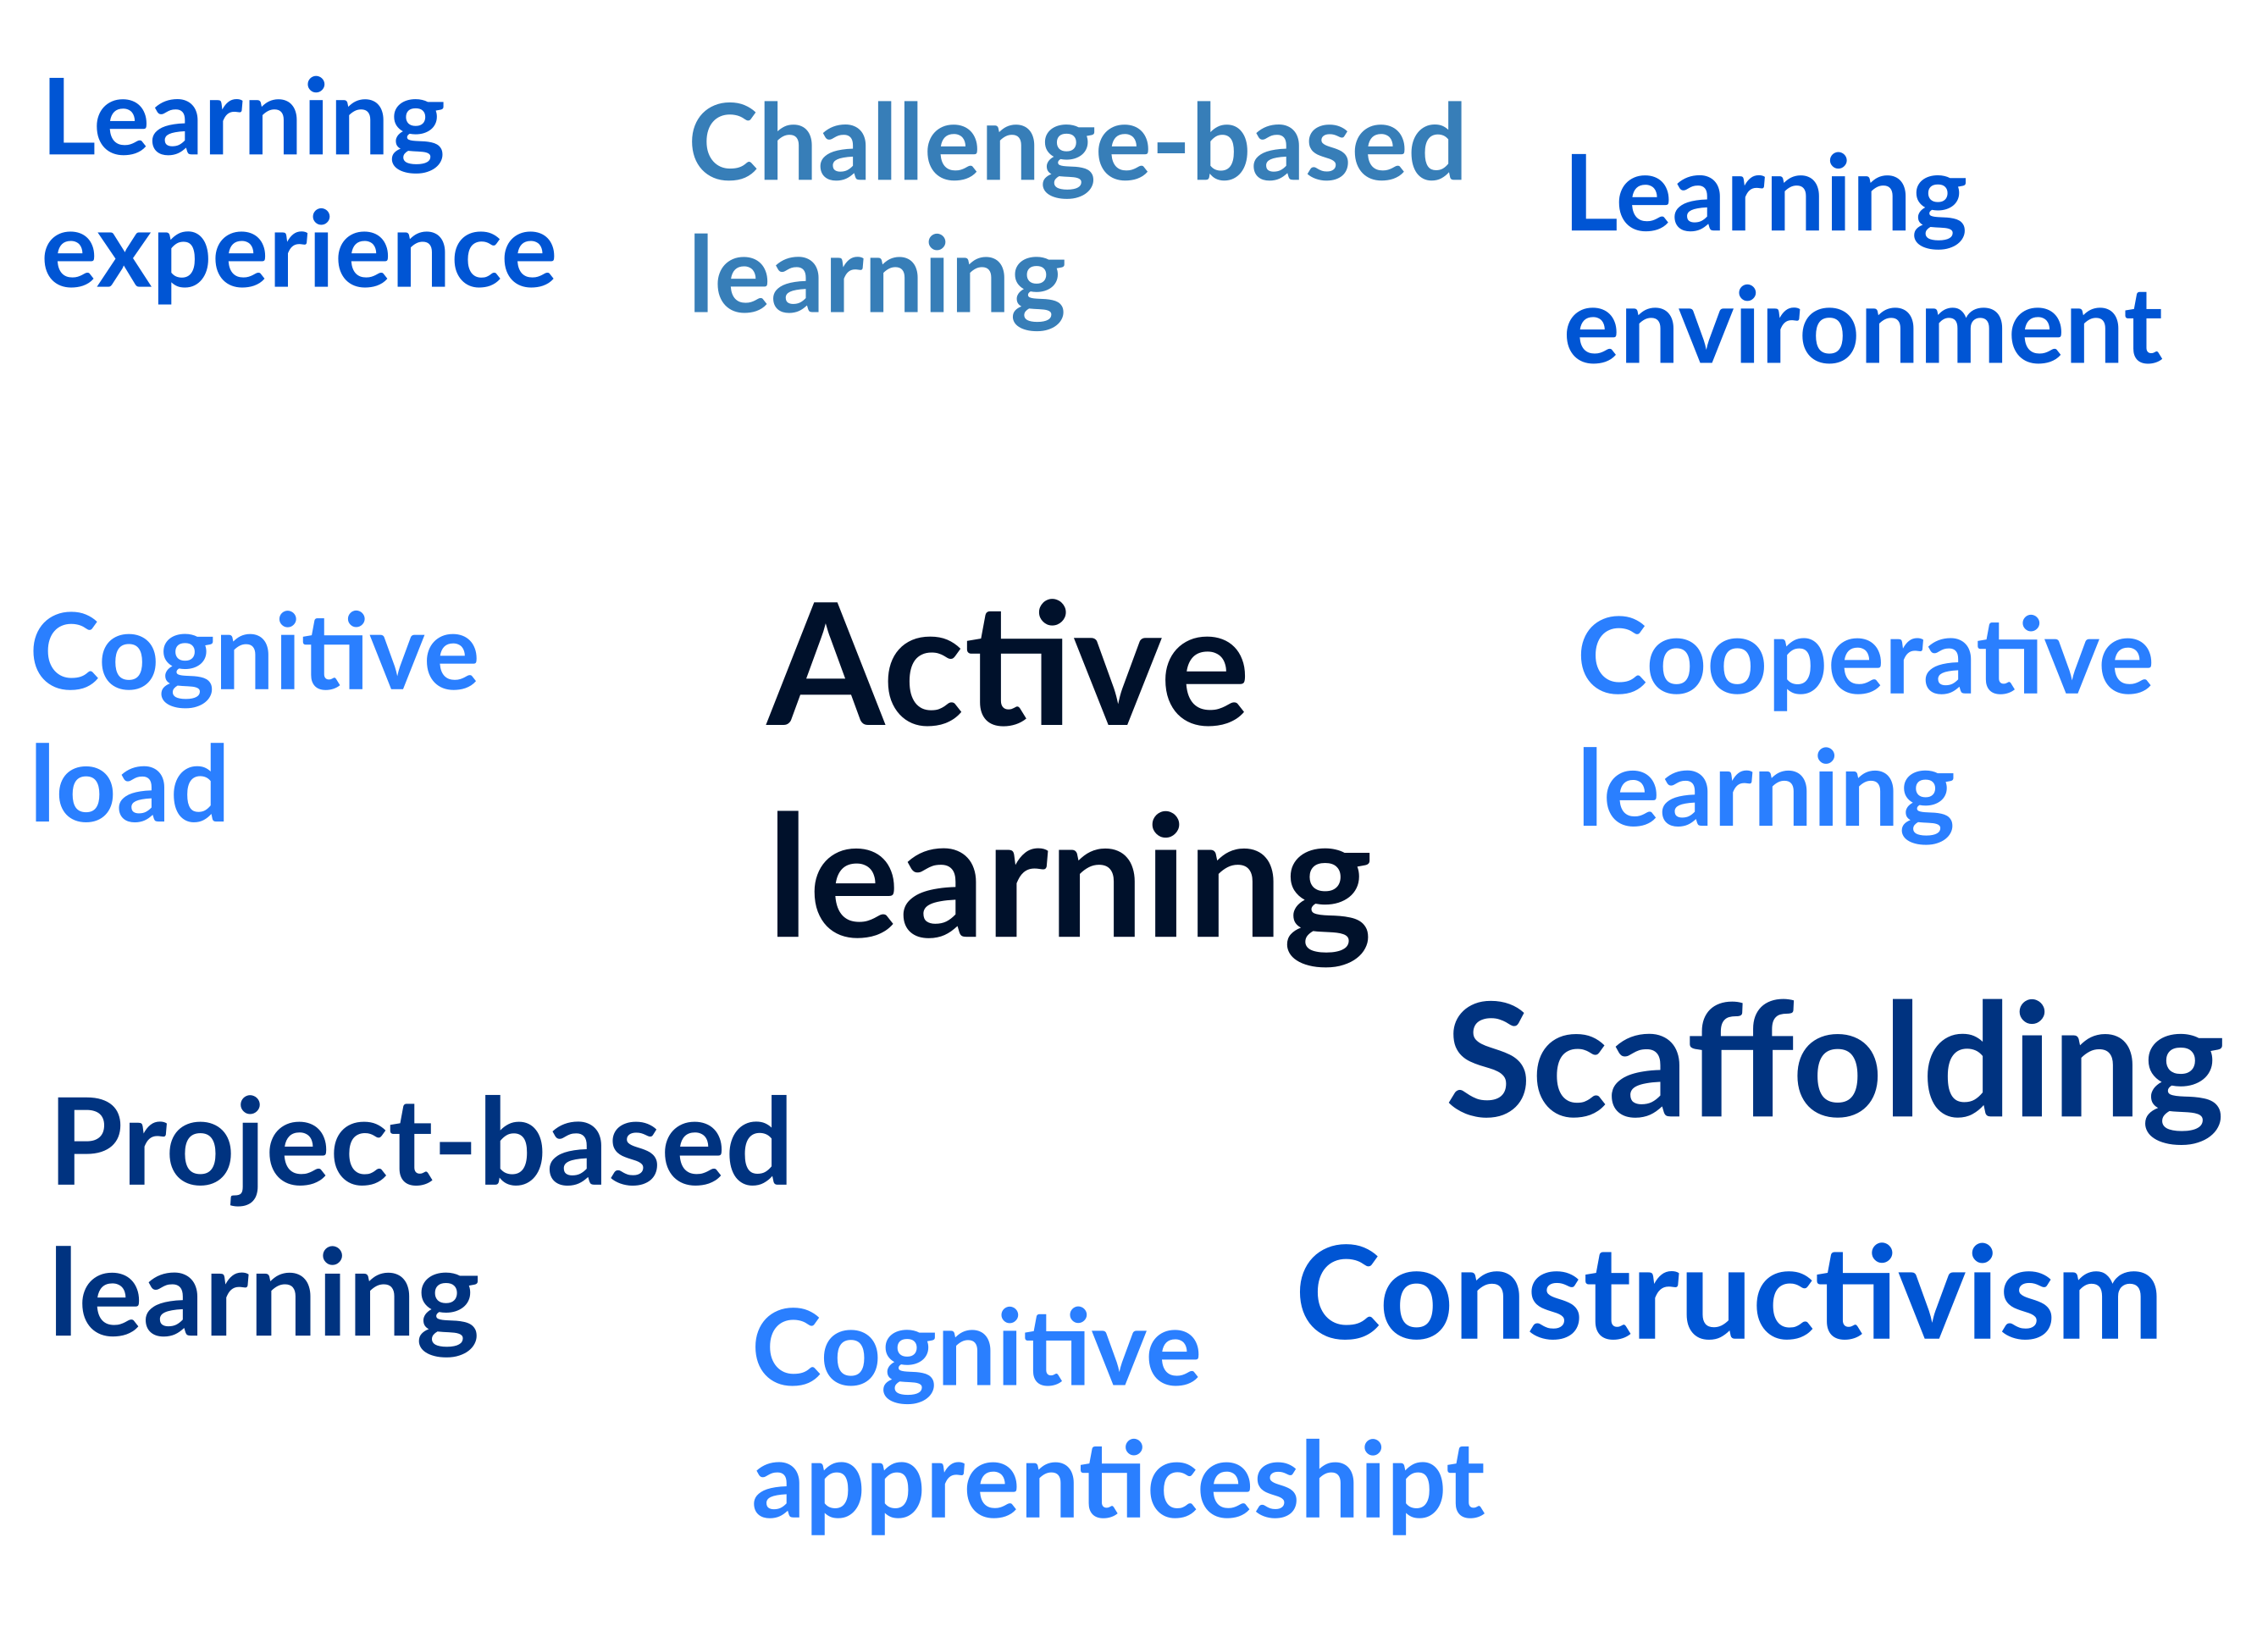 Learning
experience
Challenge-based
learning
Learning
environment
Cognitive
load
Active
learning
Cooperative
learning
Scaffolding
Project-based
learning
Constructivism
Cognitive
apprenticeshipt